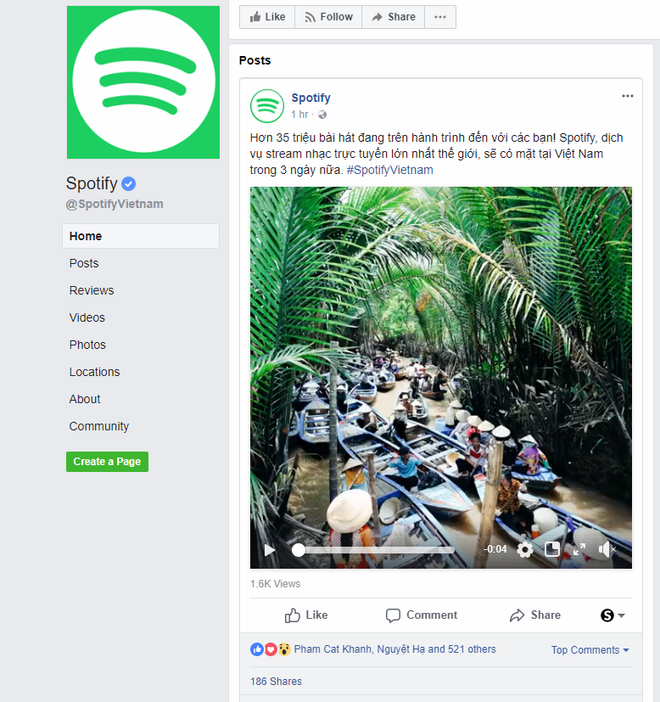 Like Follow Share ...
Posts
Spotify
1 hr ·
Hơn 35 triệu bài hát đang trên hành trình đến với các bạn! Spotify, dịch
vụ stream nhạc trực tuyến lớn nhất thế giới, sẽ có mặt tại Việt Nam
trong 3 ngày nữa. #SpotifyVietnam
-0:04
1.6K Views
Like Comment Share
Pham Cat Khanh, Nguyệt Hạ and 521 others Top Comments
186 Shares
Spotify
@SpotifyVietnam
Home
Posts
Reviews
Videos
Photos
Locations
About
Community
Create a Page